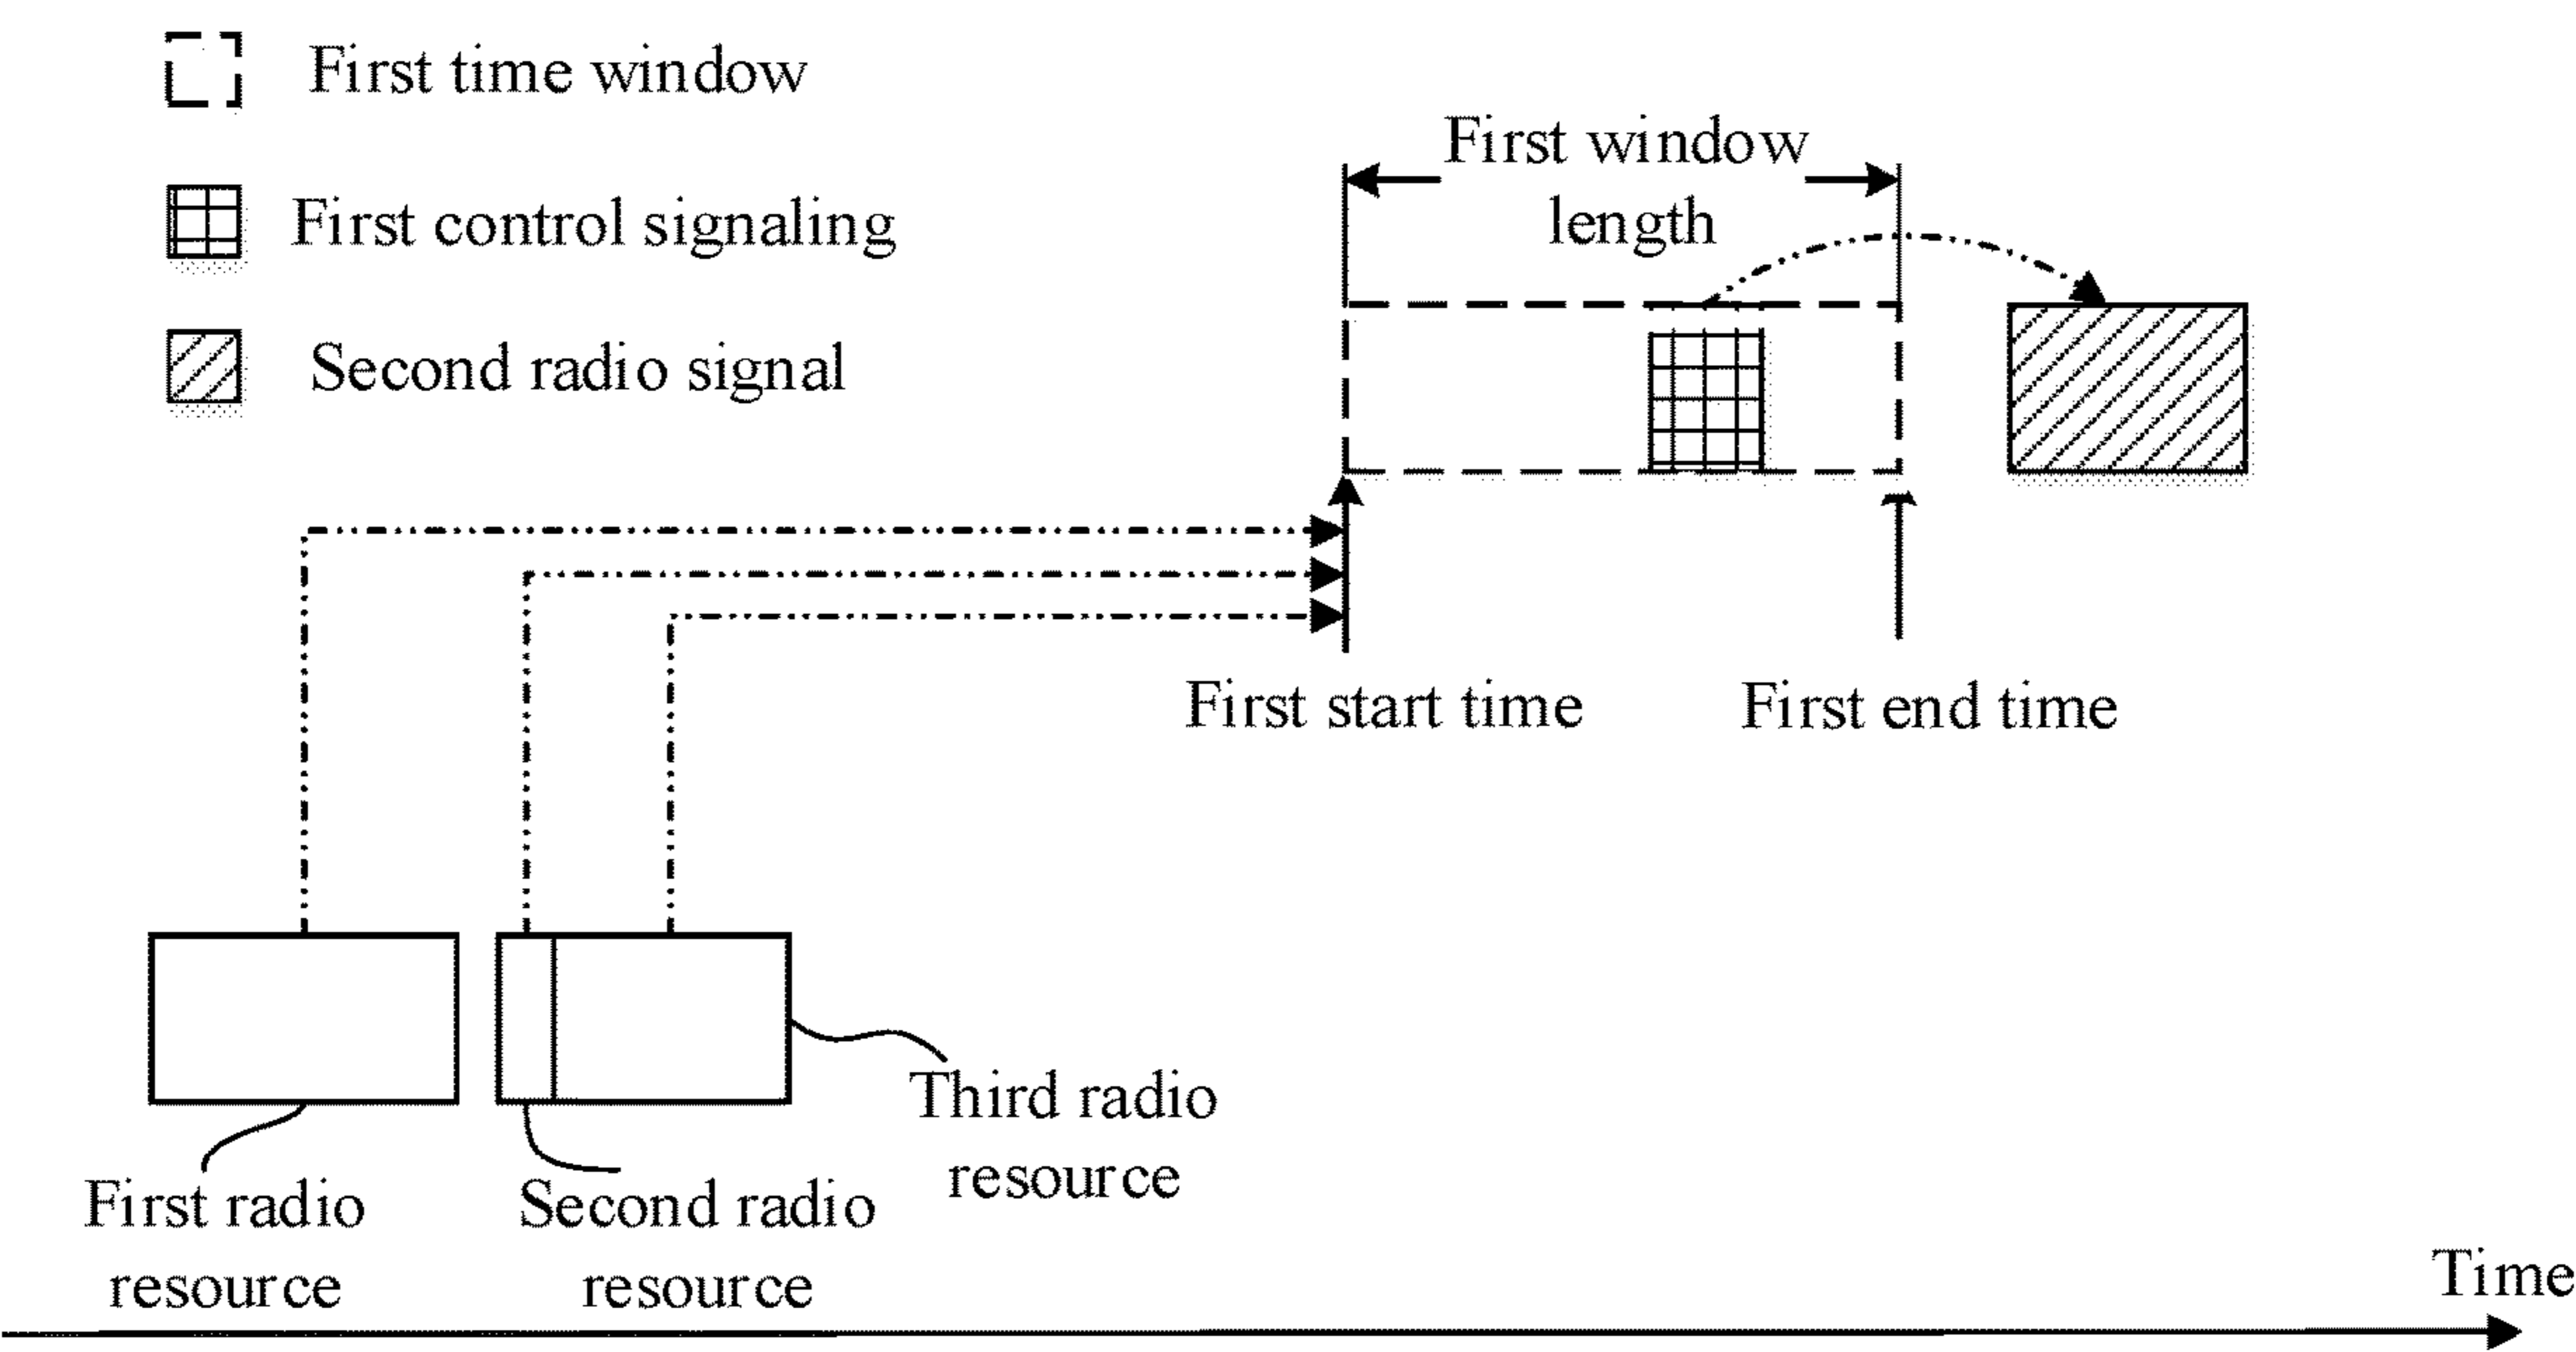 First time window
First control signaling
Second radio signal
First window
length
First start time
First end time
Third radio
resource
First radio
resource
Second radio
resource
Time